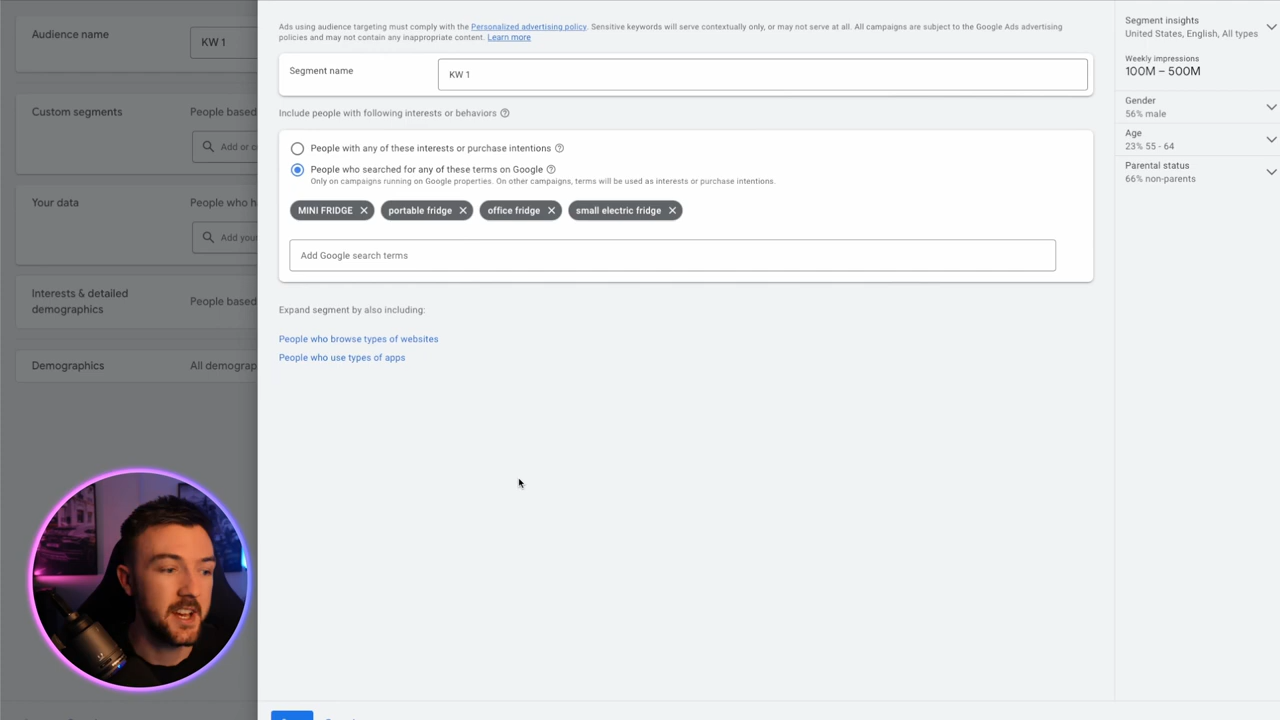 Audience name
KW 1
Custom segments
People based
Add or c
Your data
People who h
Add your
Interests & detailed
demographics
People based
Demographics
All demograp
Ads using audience targeting must comply with the Personalized advertising policy. Sensitive keywords will serve contextually only, or may not serve at all. All campaigns are subject to the Google Ads advertising
policies and may not contain any inappropriate content. Learn more
Segment name
KW 1
Include people with following interests or behaviors
People with any of these interests or purchase intentions
People who searched for any of these terms on Google
Only on campaigns running on Google properties. On other campaigns, terms will be used as interests or purchase intentions.
MINI FRIDGE
portable fridge
office fridge
small electric fridge
Add Google search terms
Expand segment by also including:
People who browse types of websites
People who use types of apps
Segment insights
United States, English, All types
Weekly impressions
100M – 500M
Gender
56% male
Age
23% 55 - 64
Parental status
66% non-parents